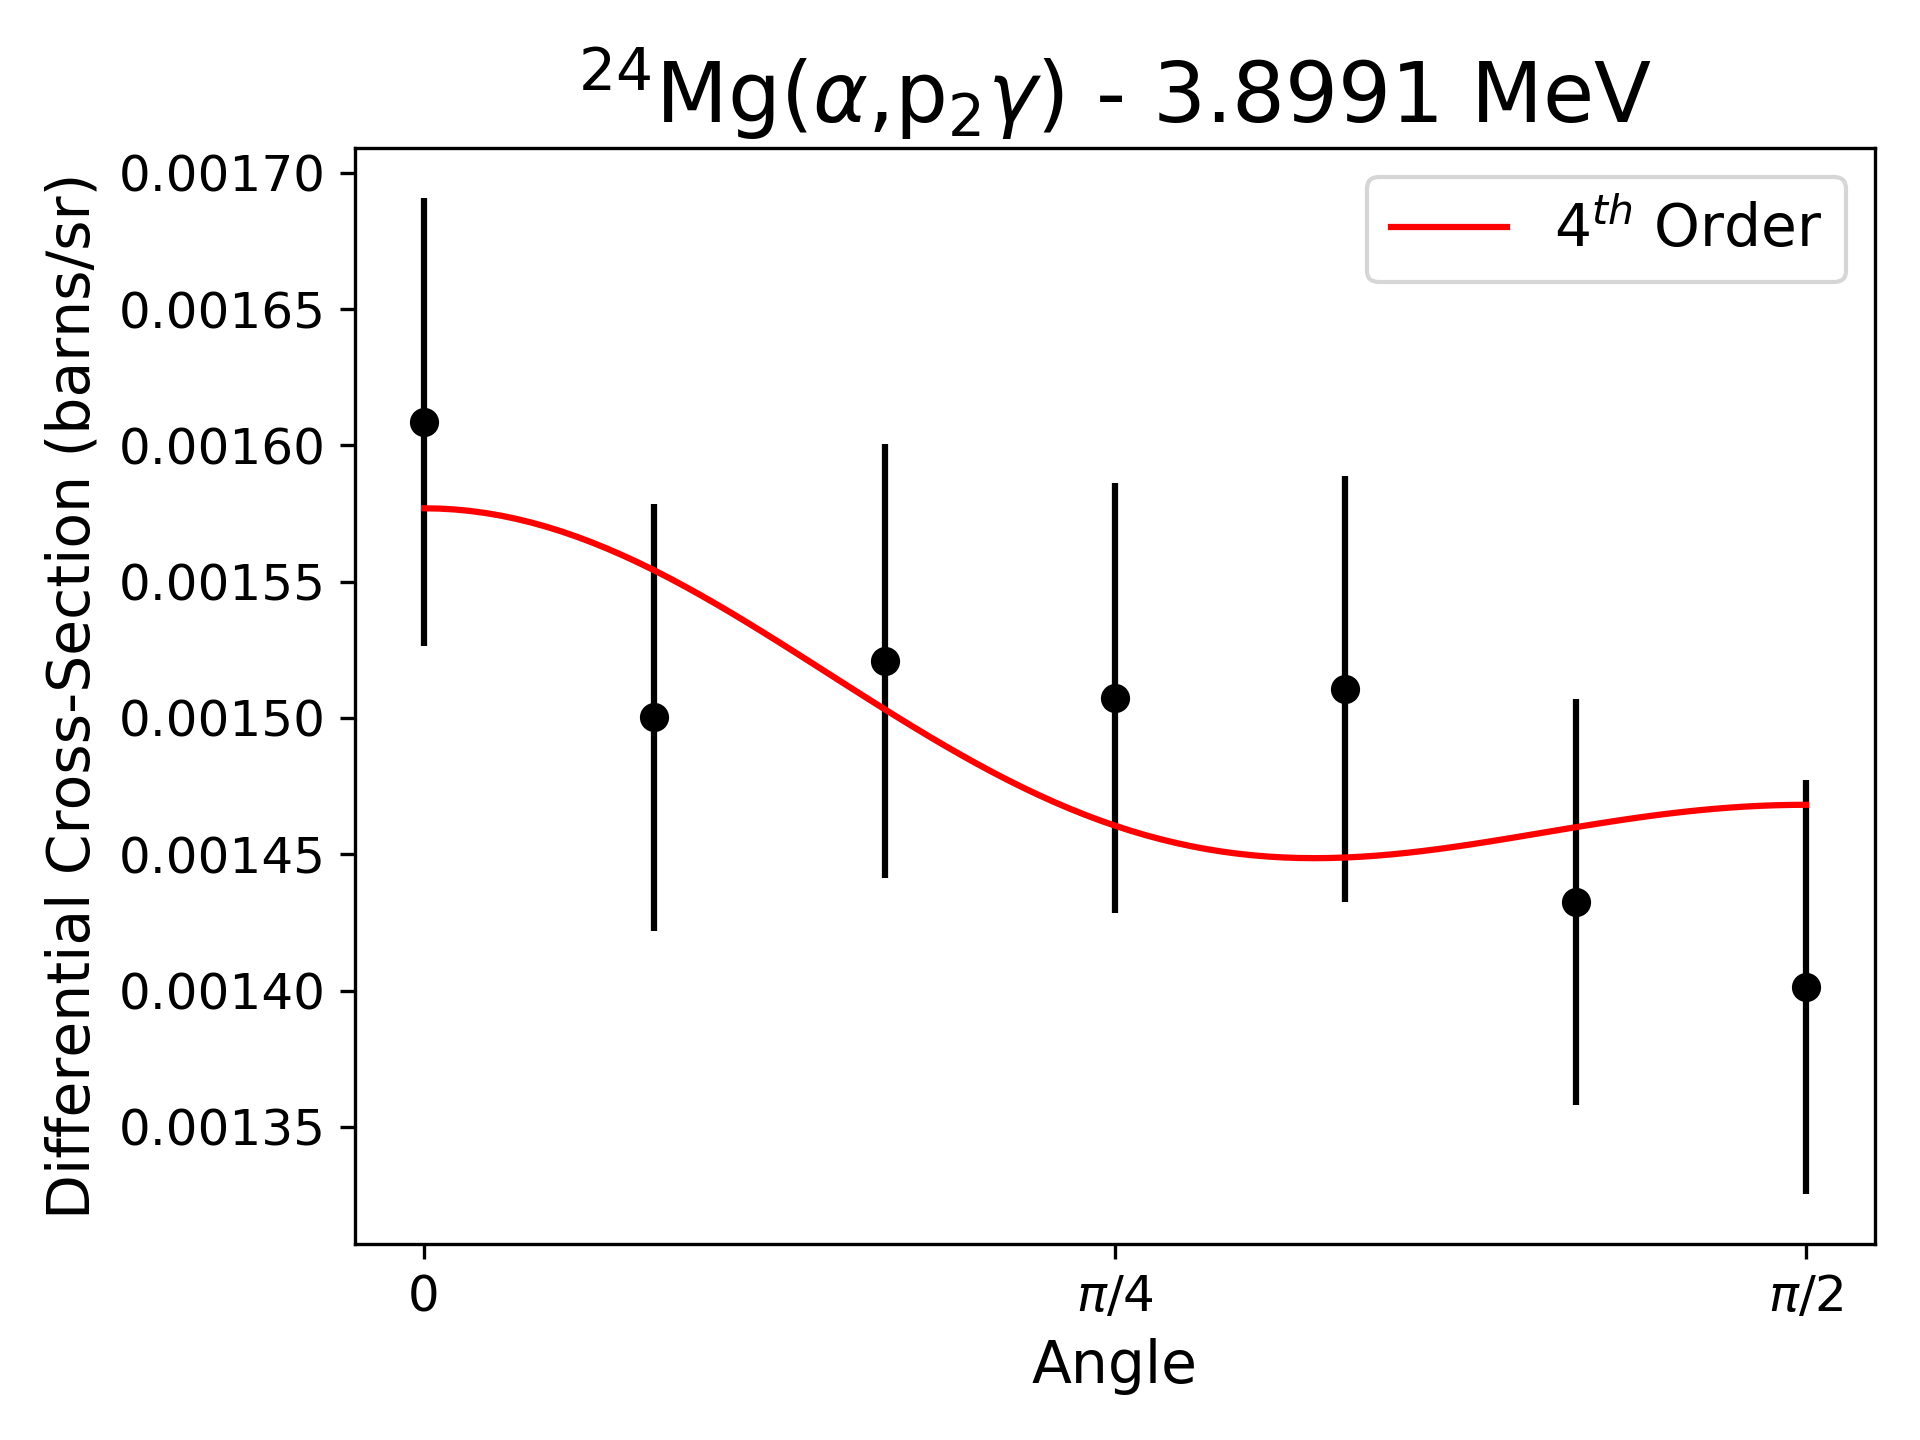 ²⁴Mg(α,p₂γ) - 3.8991 MeV
4ᵗʰ Order
Differential Cross-Section (barns/sr)
0.00170
0.00165
0.00160
0.00155
0.00150
0.00145
0.00140
0.00135
0 π/4 π/2
Angle